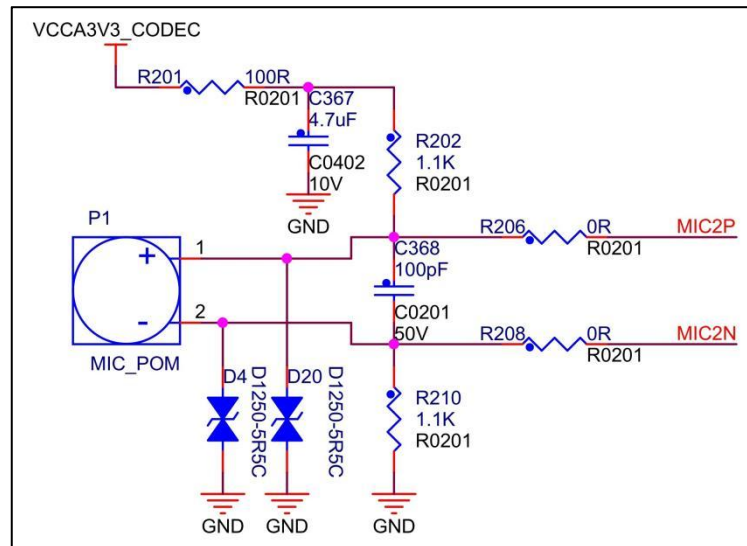 VCCA3V3_CODEC
R201
100R
R0201
C367
4.7uF
C0402
10V
GND
R202
1.1K
R0201
P1
1
+
2
-
MIC_POM
R206
0R
R0201
MIC2P
C368
100pF
C0201
50V
R208
0R
R0201
MIC2N
D4
D1250-5R5C
D20
D1250-5R5C
R210
1.1K
R0201
GND
GND
GND